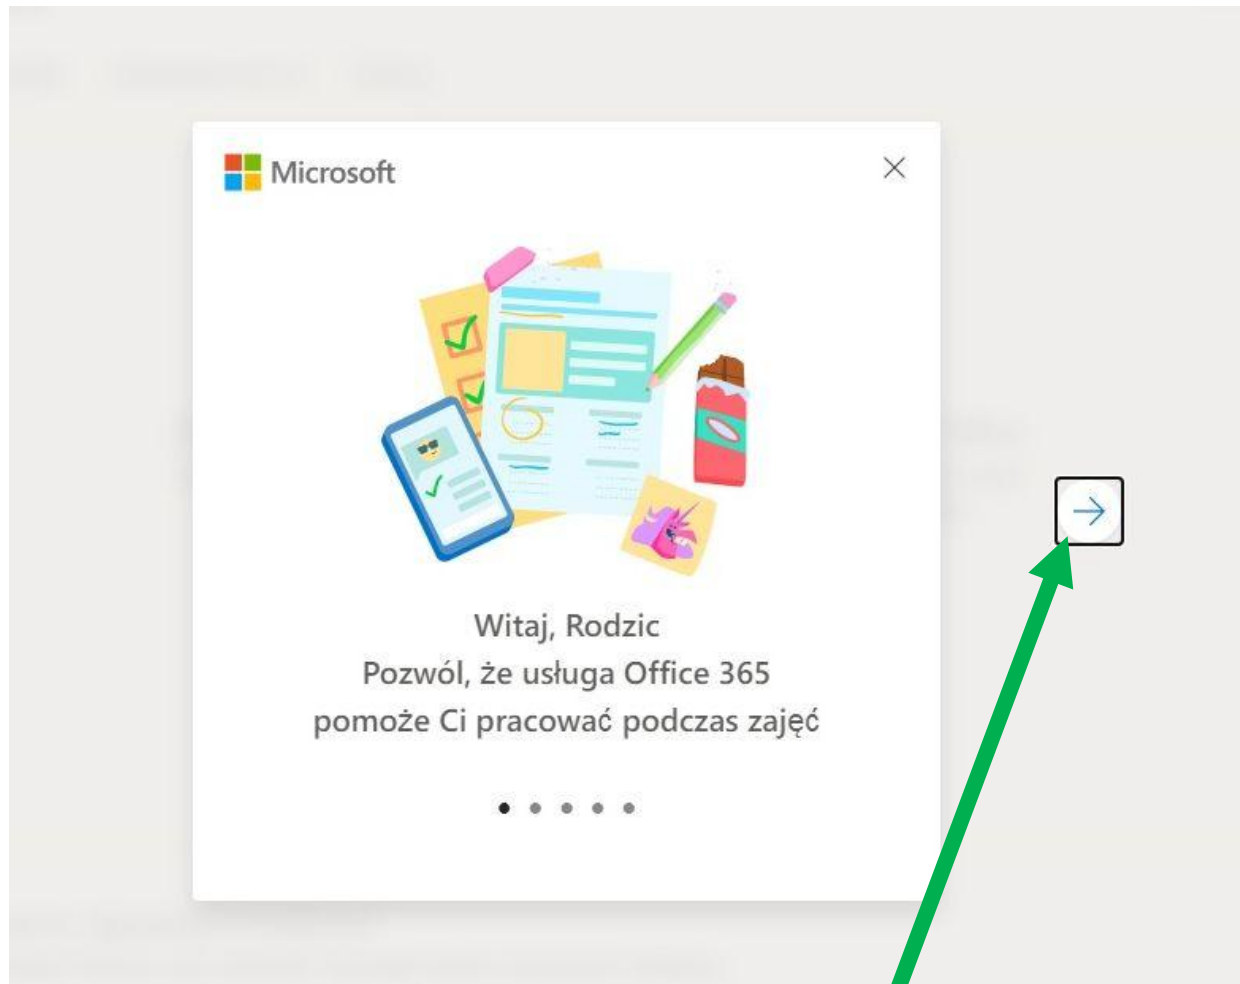 Microsoft
Witaj, Rodzic
Pozwól, że usługa Office 365
pomoże Ci pracować podczas zajęć